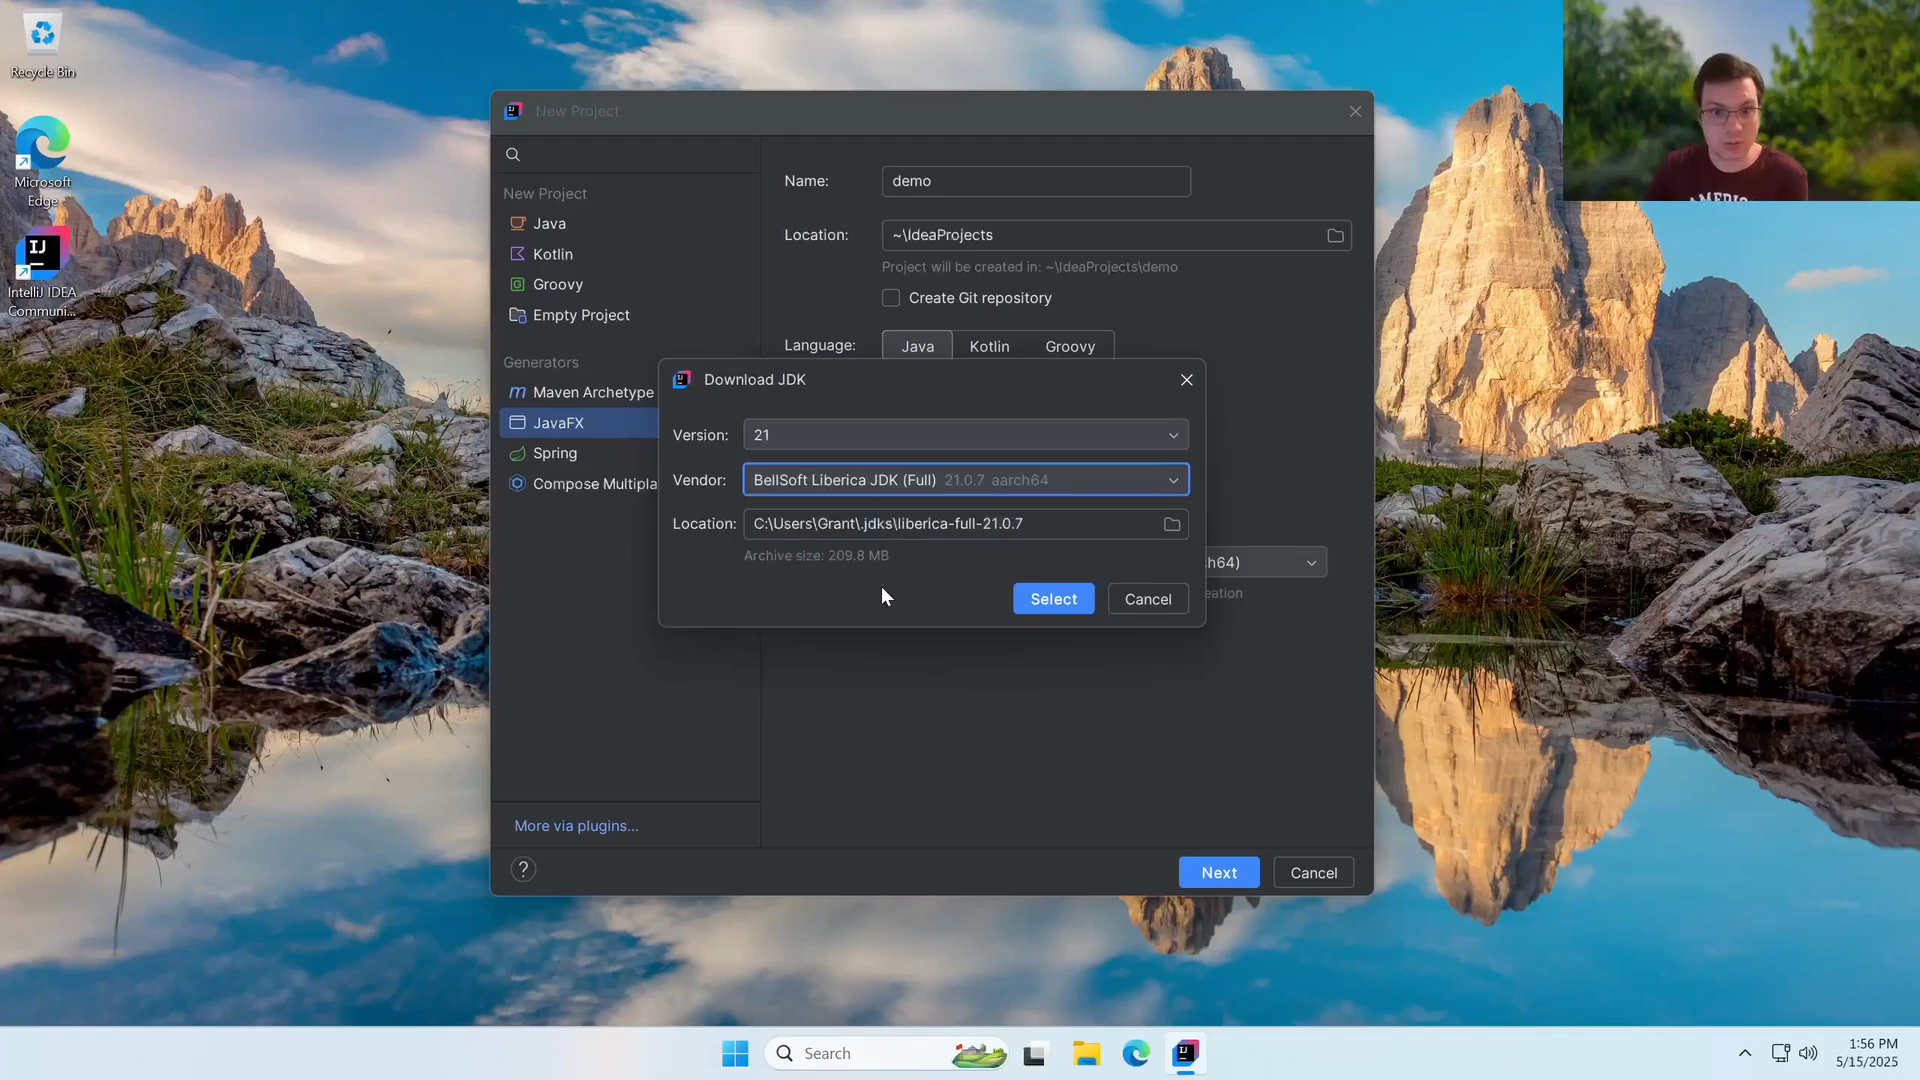 Recycle Bin
Microsoft
Edge
IntelliJ IDEA
Communi...
New Project
New Project
Java
Kotlin
Groovy
Empty Project
Generators
Maven Archetype
JavaFX
Spring
Compose Multipla
More via plugins...
?
Name:
demo
Location:
~\IdeaProjects
Project will be created in: ~\IdeaProjects\demo
Create Git repository
Language:
Java
Kotlin
Groovy
Download JDK
Version:
21
Vendor:
BellSoft Liberica JDK (Full) 21.0.7 aarch64
Location:
C:\Users\Grant\.jdks\liberica-full-21.0.7
Archive size: 209.8 MB
Select
Cancel
h64)
eation
Next
Cancel
Search
1:56 PM
5/15/2025